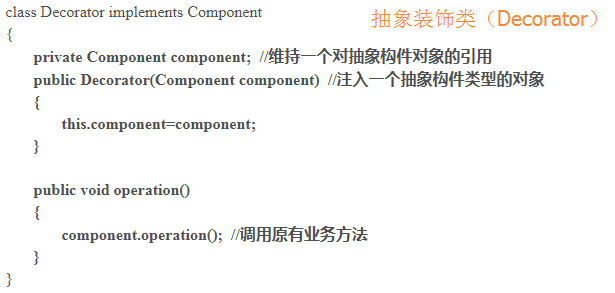 class Decorator implements Component
抽象装饰类（Decorator）
{
private Component component; //维持一个对抽象构件对象的引用
public Decorator(Component component) //注入一个抽象构件类型的对象
{
this.component=component;
}
public void operation()
{
component.operation(); //调用原有业务方法
}
}